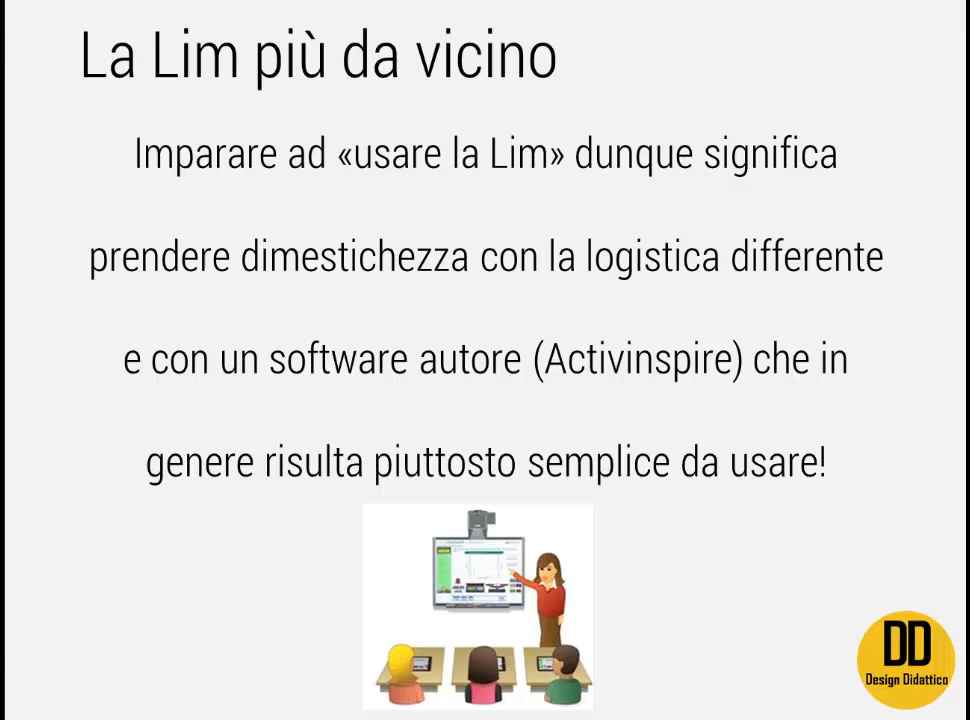 La Lim più da vicino
Imparare ad «usare la Lim» dunque significa
prendere dimestichezza con la logistica differente
e con un software autore (Activinspire) che in
genere risulta piuttosto semplice da usare!
DD
Design Didattico